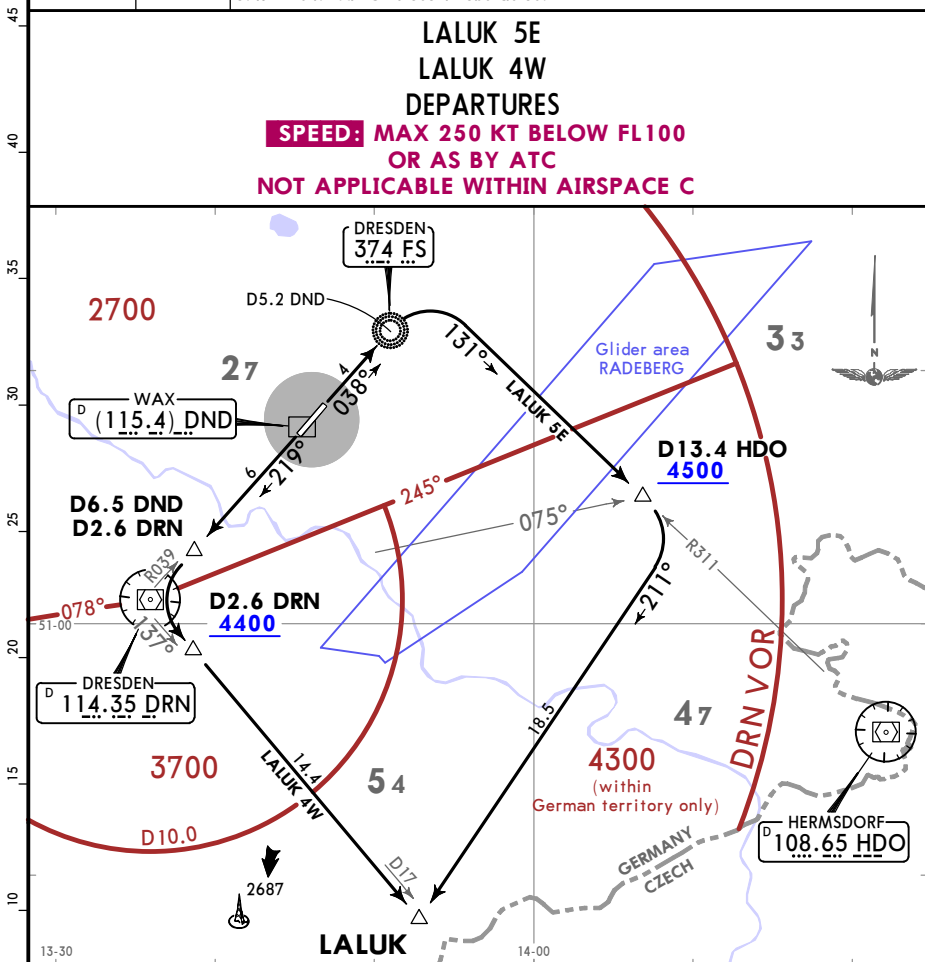 45
LALUK 5E
LALUK 4W
DEPARTURES
SPEED: MAX 250 KT BELOW FL100
OR AS BY ATC
NOT APPLICABLE WITHIN AIRSPACE C
40
35
DRESDEN
374 FS
D5.2 DND
2700
27
33
131°
Glider area
RADEBERG
N
30
4
038°
LALUK 5E
WAX
D (115.4) DND
6
219°
D13.4 HDO
4500
245°
075°
R311
25
D6.5 DND
D2.6 DRN
R039
078°
137°
D2.6 DRN
4400
211°
51-00
20
DRESDEN
D 114.35 DRN
18.5
47
DRN VOR
3700
14.4
LALUK 4W
54
4300
(within
German territory only)
15
D10.0
HERMSDORF
D 108.65 HDO
GERMANY
CZECH
D17
2687
10
LALUK
13-30
14-00